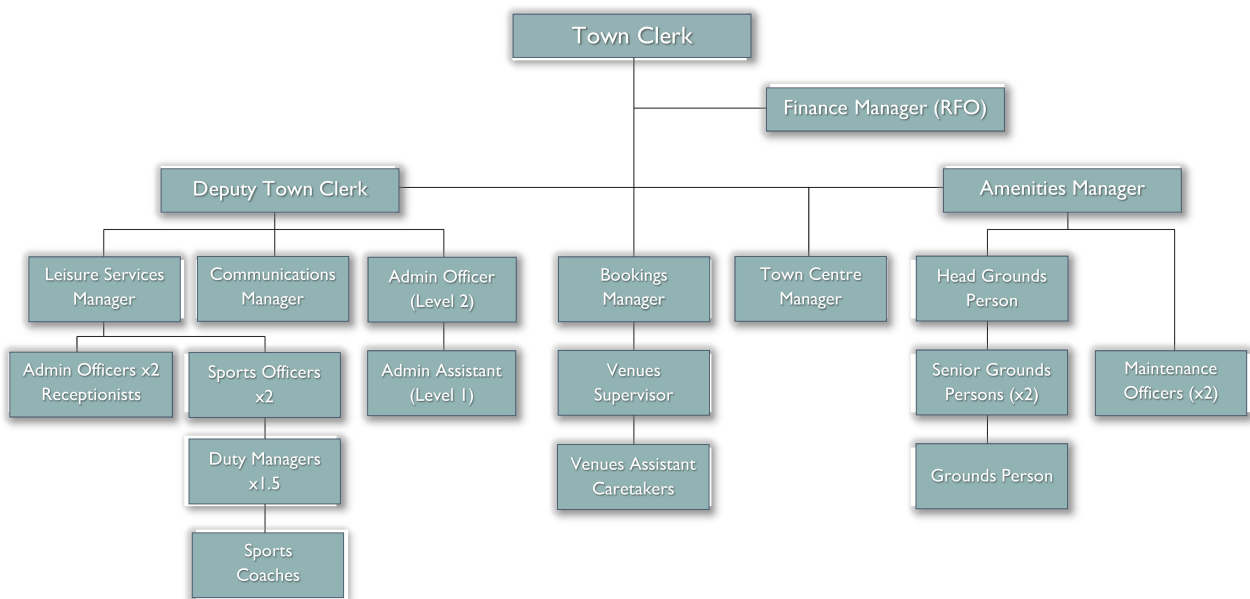 Town Clerk
Finance Manager (RFO)
Deputy Town Clerk
Amenities Manager
Leisure Services
Manager
Communications
Manager
Admin Officer
(Level 2)
Bookings
Manager
Town Centre
Manager
Head Grounds
Person
Admin Officers x2
Receptionists
Sports Officers
x2
Admin Assistant
(Level 1)
Venues
Supervisor
Senior Grounds
Persons (x2)
Maintenance
Officers (x2)
Duty Managers
x1.5
Venues Assistant
Caretakers
Grounds Person
Sports
Coaches